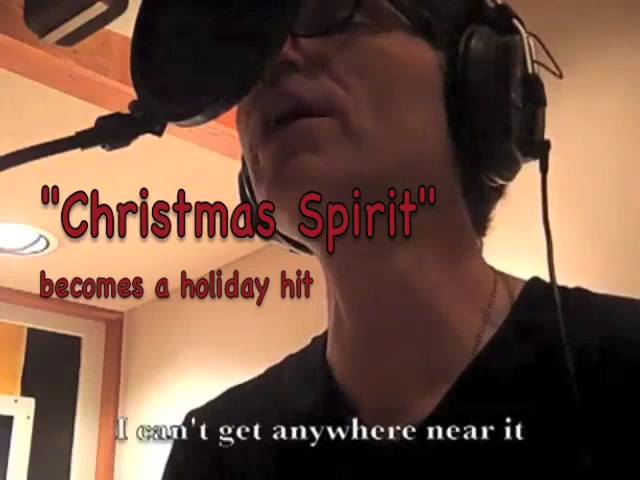 "Christmas Spirit"
becomes a holiday hit
I can't get anywhere near it